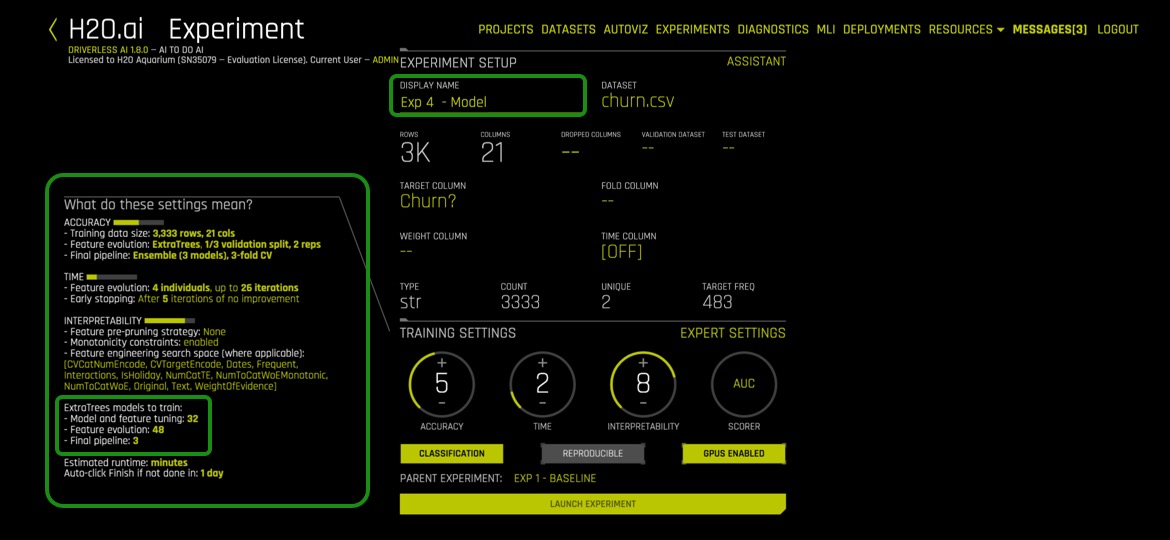 H2O.ai Experiment
DRIVERLESS AI 1.8.0 – AI TO DO AI
Licensed to H2O Aquarium (SN35079 – Evaluation License). Current User – ADMIN
PROJECTS DATASETS AUTOVIZ EXPERIMENTS DIAGNOSTICS MLI DEPLOYMENTS RESOURCES MESSAGES[3] LOGOUT
EXPERIMENT SETUP ASSISTANT
DISPLAY NAME DATASET
Exp 4 - Model churn.csv
ROWS COLUMNS DROPPED COLUMNS VALIDATION DATASET TEST DATASET
3K 21 -- -- --
TARGET COLUMN FOLD COLUMN
Churn? --
WEIGHT COLUMN TIME COLUMN
-- [OFF]
TYPE COUNT UNIQUE TARGET FREQ
str 3333 2 483
What do these settings mean?
ACCURACY
- Training data size: 3,333 rows, 21 cols
- Feature evolution: ExtraTrees, 1/3 validation split, 2 reps
- Final pipeline: Ensemble (3 models), 3-fold CV
TIME
- Feature evolution: 4 individuals, up to 26 iterations
- Early stopping: After 5 iterations of no improvement
INTERPRETABILITY
- Feature pre-pruning strategy: None
- Monotonicity constraints: enabled
- Feature engineering search space (where applicable):
[CVCatNumEncode, CVTargetEncode, Dates, Frequent,
Interactions, IsHoliday, NumCatTE, NumToCatWoEMonotonic,
NumToCatWoE, Original, Text, WeightOfEvidence]
ExtraTrees models to train:
- Model and feature tuning: 32
- Feature evolution: 48
- Final pipeline: 3
Estimated runtime: minutes
Auto-click Finish if not done in: 1 day
TRAINING SETTINGS EXPERT SETTINGS
+ + +
5 2 8 AUC
– – –
ACCURACY TIME INTERPRETABILITY SCORER
CLASSIFICATION REPRODUCIBLE GPUS ENABLED
PARENT EXPERIMENT: EXP 1 - BASELINE
LAUNCH EXPERIMENT